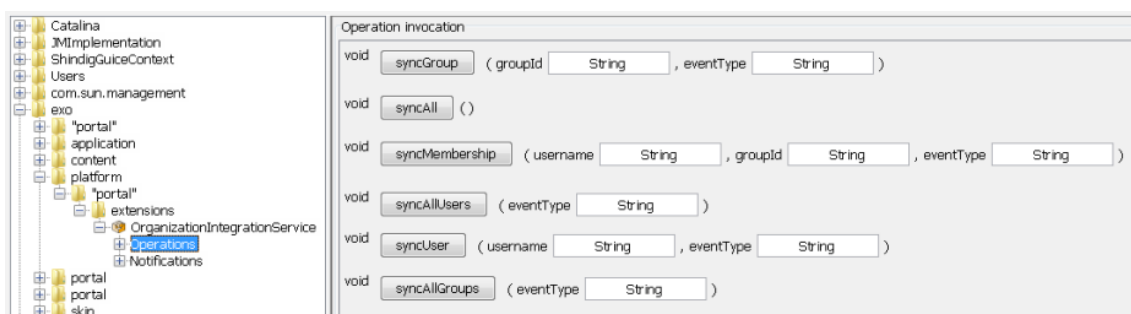 Catalina
JMImplementation
ShindigGuiceContext
Users
com.sun.management
exo
"portal"
application
content
platform
"portal"
extensions
OrganizationIntegrationService
Operations
Notifications
portal
portal
skin
Operation invocation
void syncGroup ( groupId String , eventType String )
void syncAll ()
void syncMembership ( username String , groupId String , eventType String )
void syncAllUsers ( eventType String )
void syncUser ( username String , eventType String )
void syncAllGroups ( eventType String )